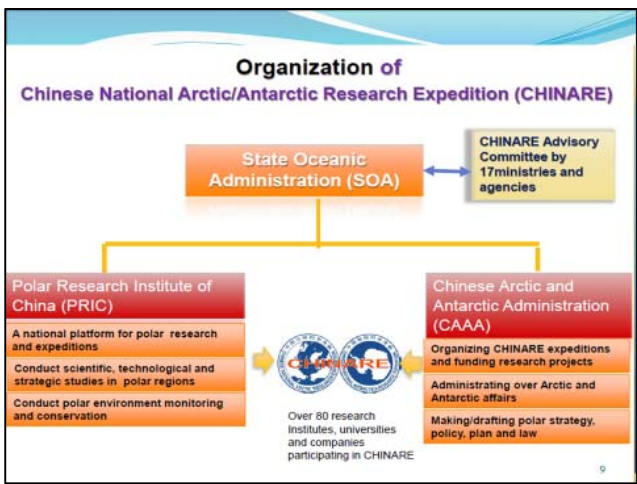 Organization of
Chinese National Arctic/Antarctic Research Expedition (CHINARE)
State Oceanic
Administration (SOA)
CHINARE Advisory
Committee by
17ministries and
agencies
Polar Research Institute of
China (PRIC)
A national platform for polar research
and expeditions
Conduct scientific, technological and
strategic studies in polar regions
Conduct polar environment monitoring
and conservation
CHINARE
Over 80 research
Institutes, universities
and companies
participating in CHINARE
Chinese Arctic and
Antarctic Administration
(CAAA)
Organizing CHINARE expeditions
and funding research projects
Administrating over Arctic and
Antarctic affairs
Making/drafting polar strategy,
policy, plan and law
9